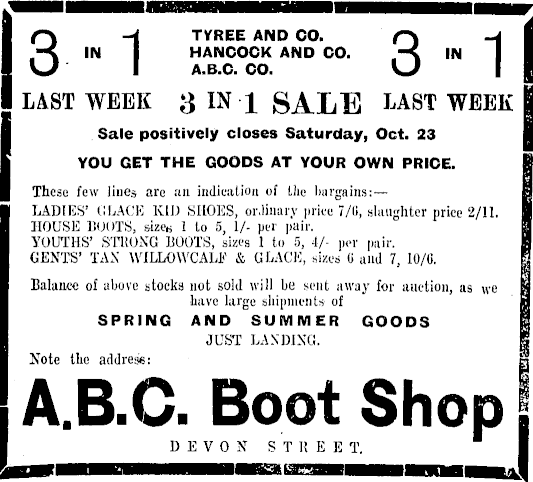 3 IN 1
TYREE AND CO.
HANCOCK AND CO.
A.B.C. CO.
3 IN 1
LAST WEEK 3 IN 1 SALE LAST WEEK
Sale positively closes Saturday, Oct. 23
YOU GET THE GOODS AT YOUR OWN PRICE.
These few lines are an indication of the bargains:—
LADIES' GLACE KID SHOES, ordinary price 7/6, slaughter price 2/11.
HOUSE BOOTS, sizes 1 to 5, 1/- per pair.
YOUTHS' STRONG BOOTS, sizes 1 to 5, 4/- per pair.
GENTS' TAN WILLOWCALF & GLACE, sizes 6 and 7, 10/6.
Balance of above stocks not sold will be sent away for auction, as we
have large shipments of
SPRING AND SUMMER GOODS
JUST LANDING.
Note the address:
A.B.C. Boot Shop
DEVON STREET.